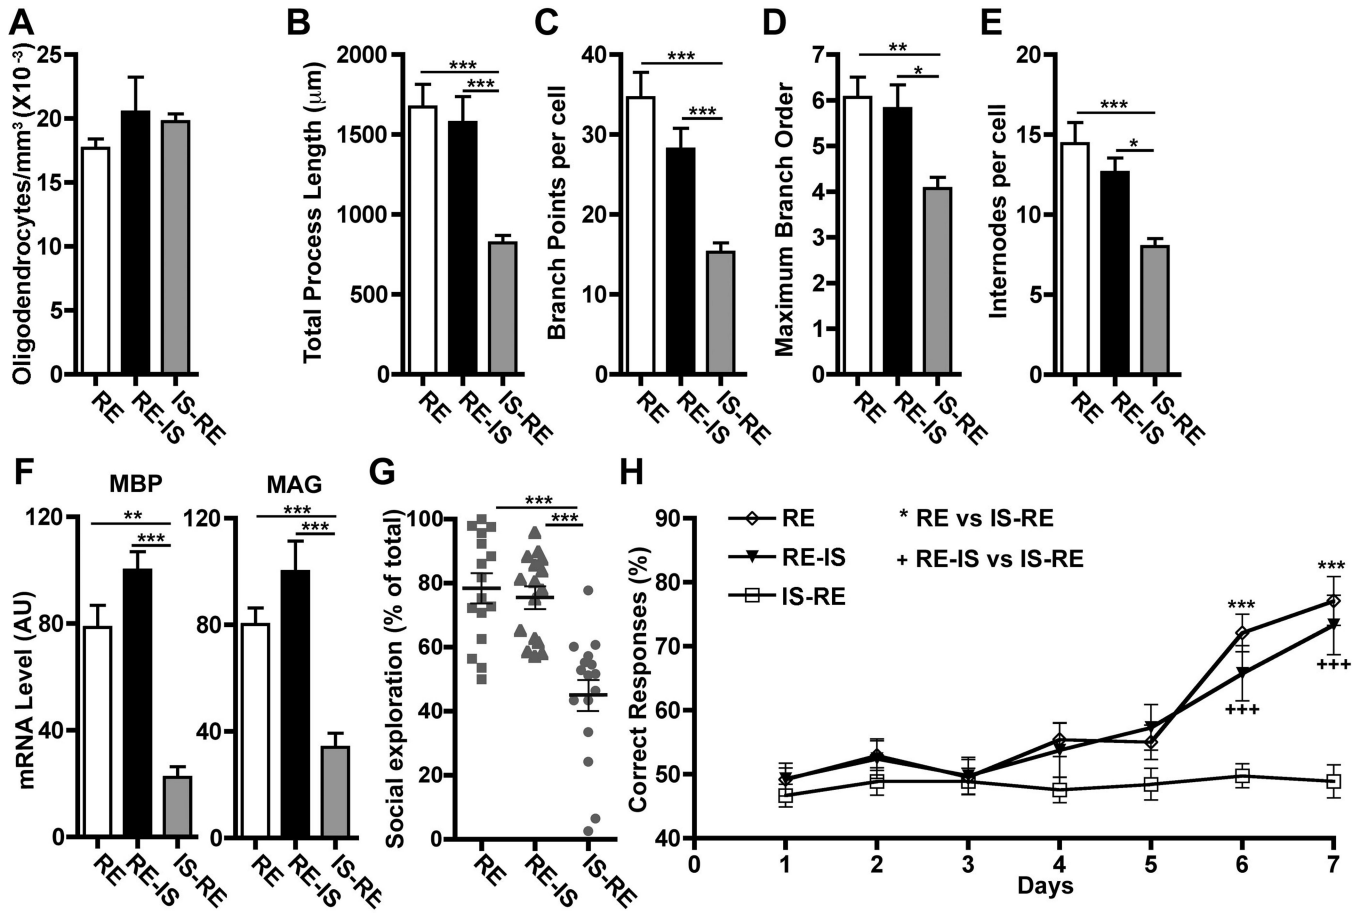 A
Oligodendrocytes/mm³ (X10⁻³)
25
20
15
10
5
0
RE
RE-IS
IS-RE
B
Total Process Length (μm)
2000
1500
1000
500
0
***
***
RE
RE-IS
IS-RE
C
Branch Points per cell
40
30
20
10
0
***
***
RE
RE-IS
IS-RE
D
Maximum Branch Order
7
6
5
4
3
2
1
0
**
*
RE
RE-IS
IS-RE
E
Internodes per cell
20
15
10
5
0
***
*
RE
RE-IS
IS-RE
F
MBP
mRNA Level (AU)
120
80
40
0
**
***
RE
RE-IS
IS-RE
MAG
120
80
40
0
***
***
RE
RE-IS
IS-RE
G
Social exploration (% of total)
100
80
60
40
20
0
***
***
RE
RE-IS
IS-RE
H
Correct Responses (%)
90
80
70
60
50
40
RE
RE-IS
IS-RE
* RE vs IS-RE
+ RE-IS vs IS-RE
***
***
+++
+++
0 1 2 3 4 5 6 7
Days